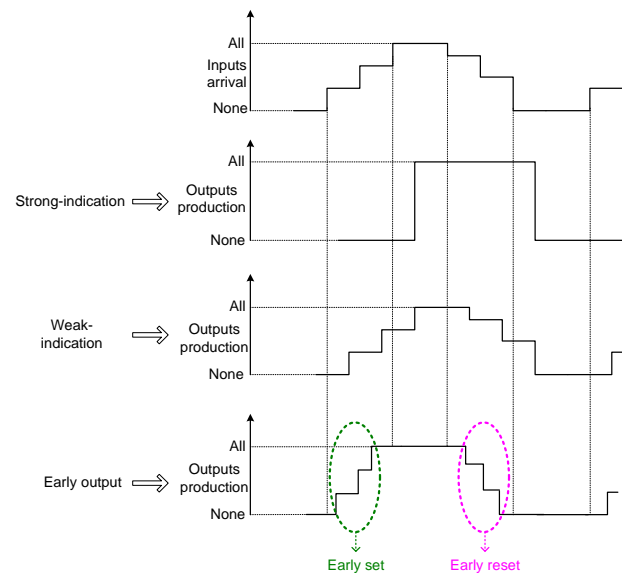 All
Inputs
arrival
None
All
Strong-indication
Outputs
production
None
All
Weak-
indication
Outputs
production
None
All
Early output
Outputs
production
None
Early set
Early reset